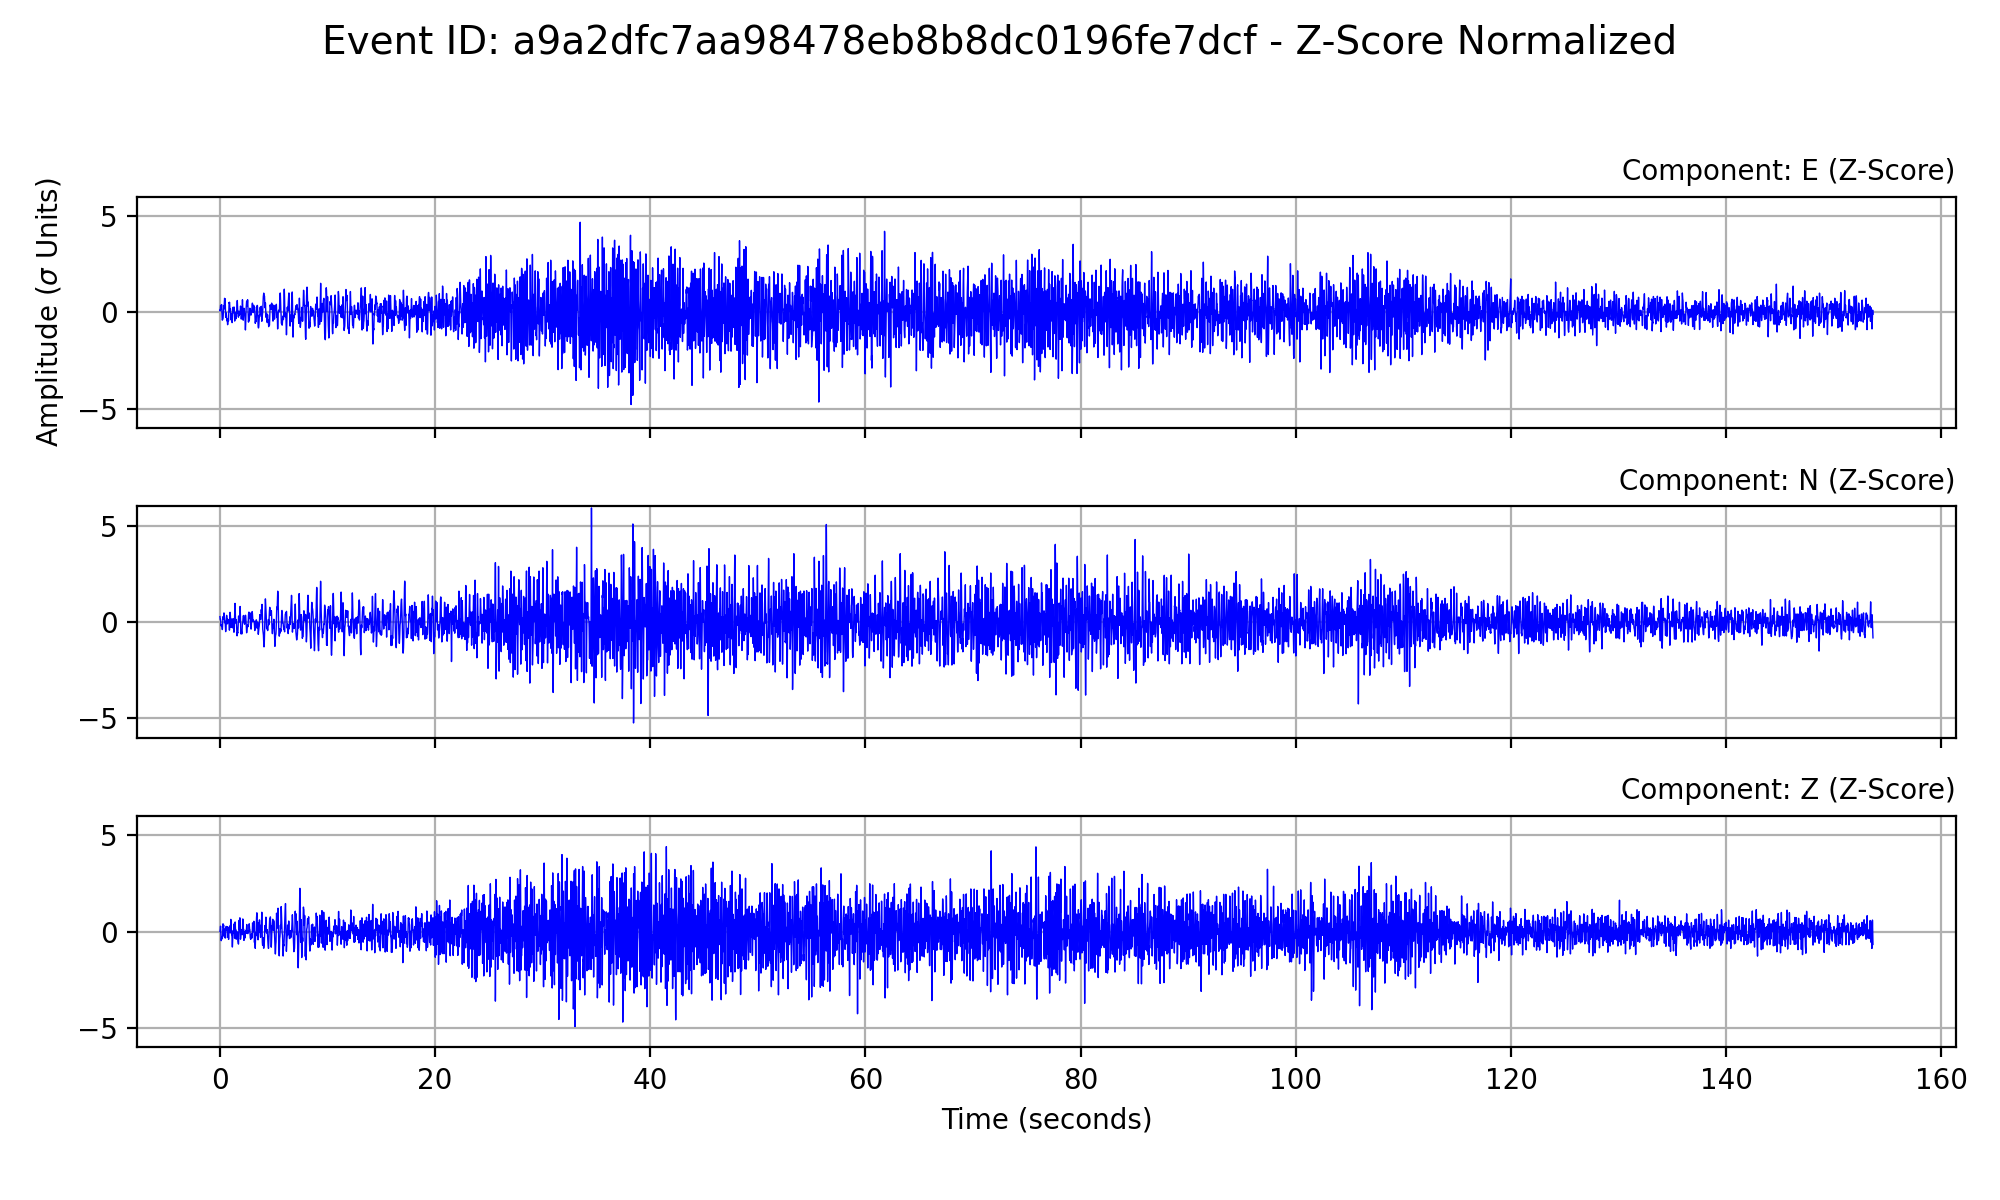 Event ID: a9a2dfc7aa98478eb8b8dc0196fe7dcf - Z-Score Normalized
Component: E (Z-Score)
Amplitude (σ Units)
5
0
−5
Component: N (Z-Score)
5
0
−5
Component: Z (Z-Score)
5
0
−5
0 20 40 60 80 100 120 140 160
Time (seconds)